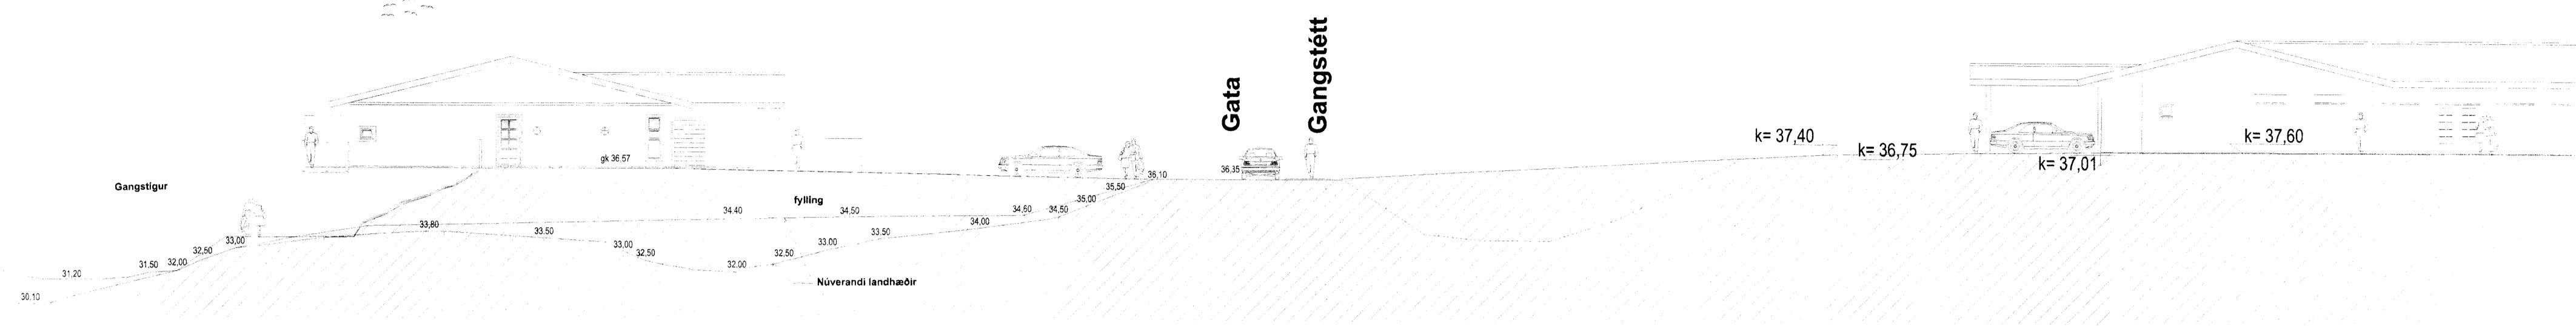 Gata
Gangstétt
k= 37,40
k= 36,75
k= 37,01
k= 37,60
gk 36.57
36,35
36,10
35,50
35,00
Gangstígur
fylling
34.40
34,50
34,60
34,50
34,00
33,80
33,50
33,00
32,50
32.00
32,50
33,00
33,50
33,00
32,50
32,00
31,50
31,20
30.10
Núverandi landhæðir